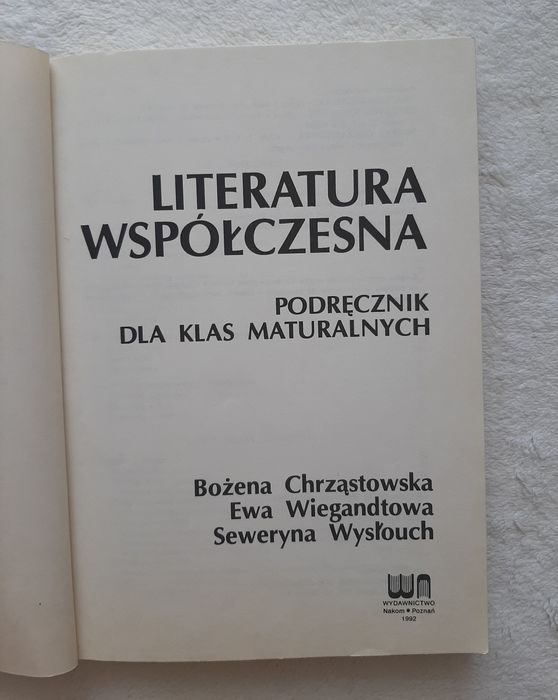 LITERATURA
WSPÓŁCZESNA
PODRĘCZNIK
DLA KLAS MATURALNYCH
Bożena Chrząstowska
Ewa Wiegandtowa
Seweryna Wysłouch
WN
WYDAWNICTWO
Nakom • Poznań
1992